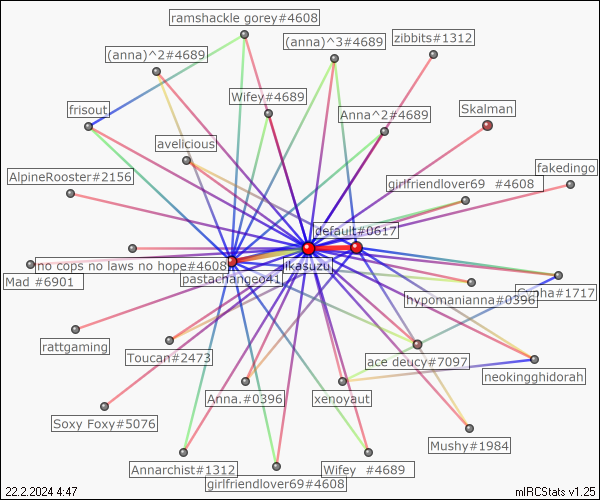 ramshackle gorey#4608
(anna)^2#4689
(anna)^3#4689
zibbits#1312
frisout
Wifey#4689
Anna^2#4689
Skalman
avelicious
AlpineRooster#2156
girlfriendlover69 #4608
fakedingo
default#0617
no cops no laws no hope#4608
ikasuzu
Mad #6901
pastachangeo41
hypomanianna#0396
#1717
rattgaming
Toucan#2473
ace deucy#7097
neokingghidorah
Soxy Foxy#5076
Anna.#0396
xenoyaut
Mushy#1984
Annarchist#1312
girlfriendlover69#4608
Wifey #4689
22.2.2024 4:47
mIRCStats v1.25